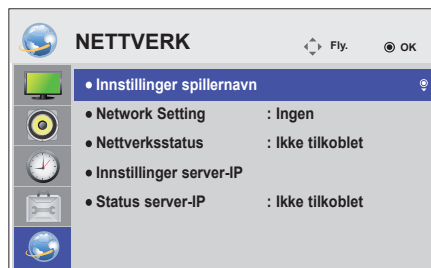 NETTVERK
Fly. OK
● Innstillinger spillernavn
● Network Setting : Ingen
● Nettverksstatus : Ikke tilkoblet
● Innstillinger server-IP
● Status server-IP : Ikke tilkoblet